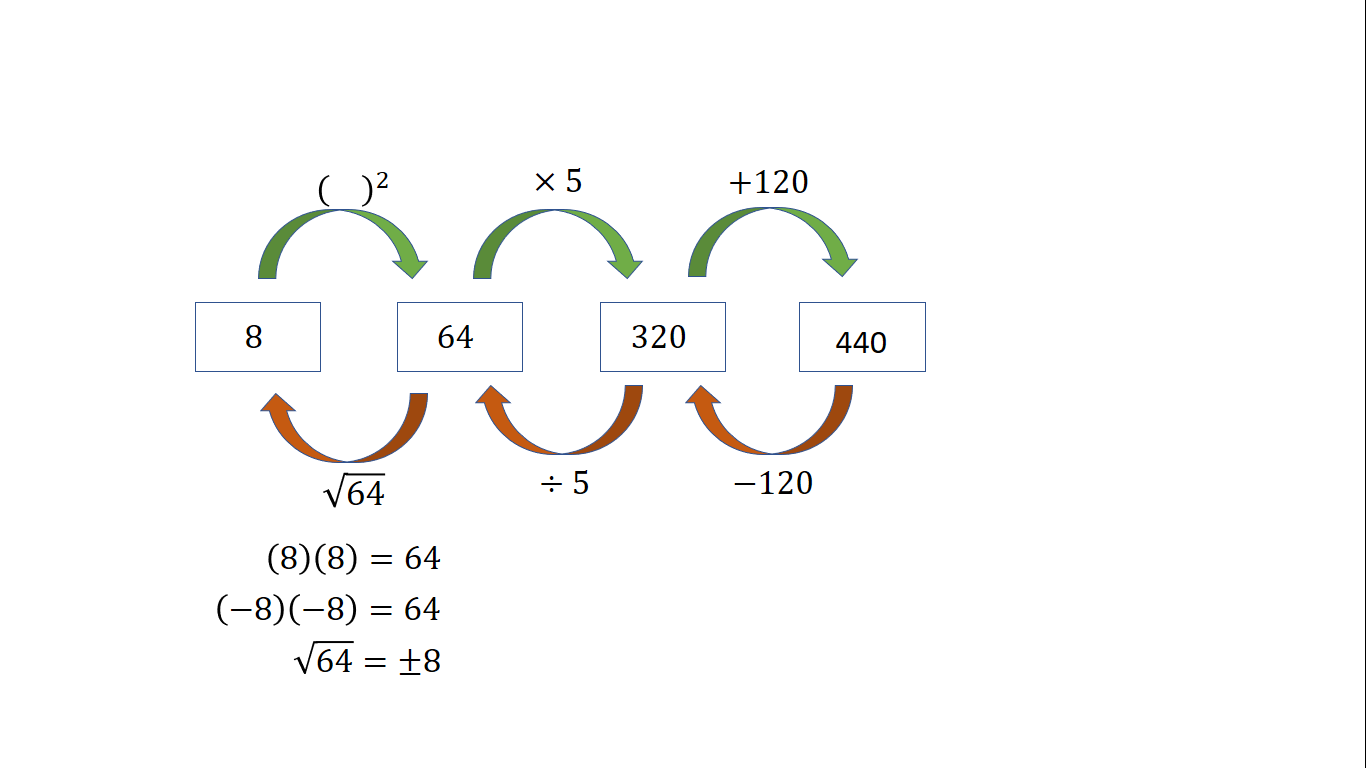 (   )² × 5 +120
8 64 320 440
√64 ÷ 5 −120
(8)(8) = 64
(−8)(−8) = 64
√64 = ±8